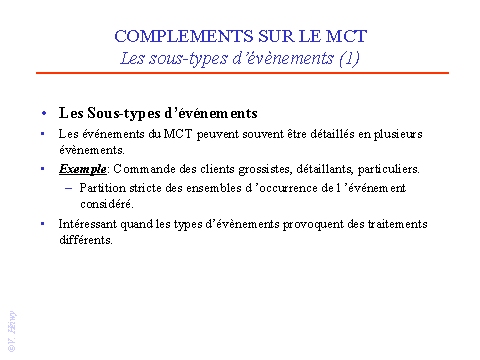 COMPLEMENTS SUR LE MCT
Les sous-types d’évènements (1)
• Les Sous-types d’événements
• Les événements du MCT peuvent souvent être détaillés en plusieurs
évènements.
• Exemple: Commande des clients grossistes, détaillants, particuliers.
– Partition stricte des ensembles d ’occurrence de l ’événement
considéré.
• Intéressant quand les types d’évènements provoquent des traitements
différents.
©V. Heiwy